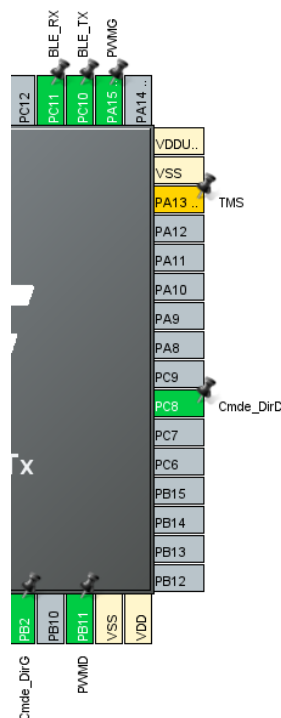 BLE_RX
BLE_TX
PWMG
PC12
PC11
PC10
PA15 ..
PA14 ..
VDDU..
VSS
PA13 .. TMS
PA12
PA11
PA10
PA9
PA8
PC9
PC8 Cmde_DirD
PC7
PC6
PB15
PB14
PB13
PB12
Tx
PB2
PB10
PB11
VSS
VDD
Cmde_DirG
PWMD